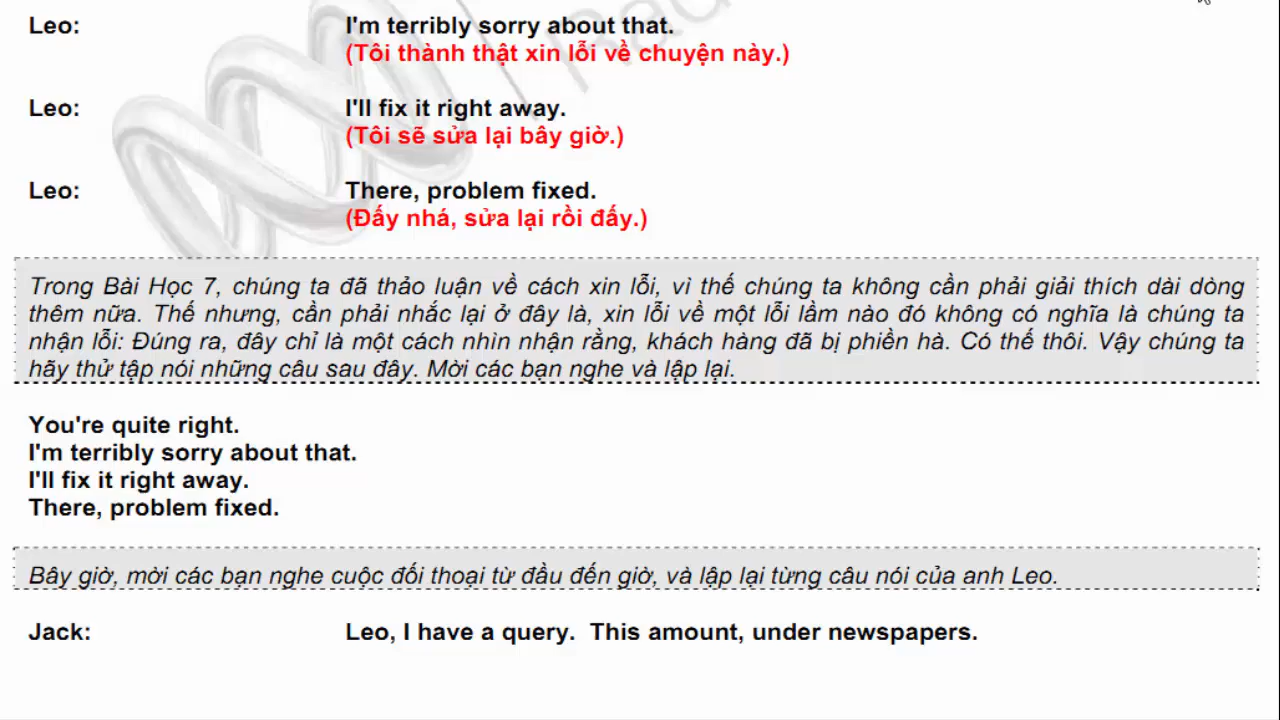 Leo: I'm terribly sorry about that.
(Tôi thành thật xin lỗi về chuyện này.)
Leo: I'll fix it right away.
(Tôi sẽ sửa lại bây giờ.)
Leo: There, problem fixed.
(Đấy nhá, sửa lại rồi đấy.)
Trong Bài Học 7, chúng ta đã thảo luận về cách xin lỗi, vì thế chúng ta không cần phải giải thích dài dòng
thêm nữa. Thế nhưng, cần phải nhắc lại ở đây là, xin lỗi về một lỗi lầm nào đó không có nghĩa là chúng ta
nhận lỗi: Đúng ra, đây chỉ là một cách nhìn nhận rằng, khách hàng đã bị phiền hà. Có thế thôi. Vậy chúng ta
hãy thử tập nói những câu sau đây. Mời các bạn nghe và lập lại.
You're quite right.
I'm terribly sorry about that.
I'll fix it right away.
There, problem fixed.
Bây giờ, mời các bạn nghe cuộc đối thoại từ đầu đến giờ, và lập lại từng câu nói của anh Leo.
Jack: Leo, I have a query. This amount, under newspapers.